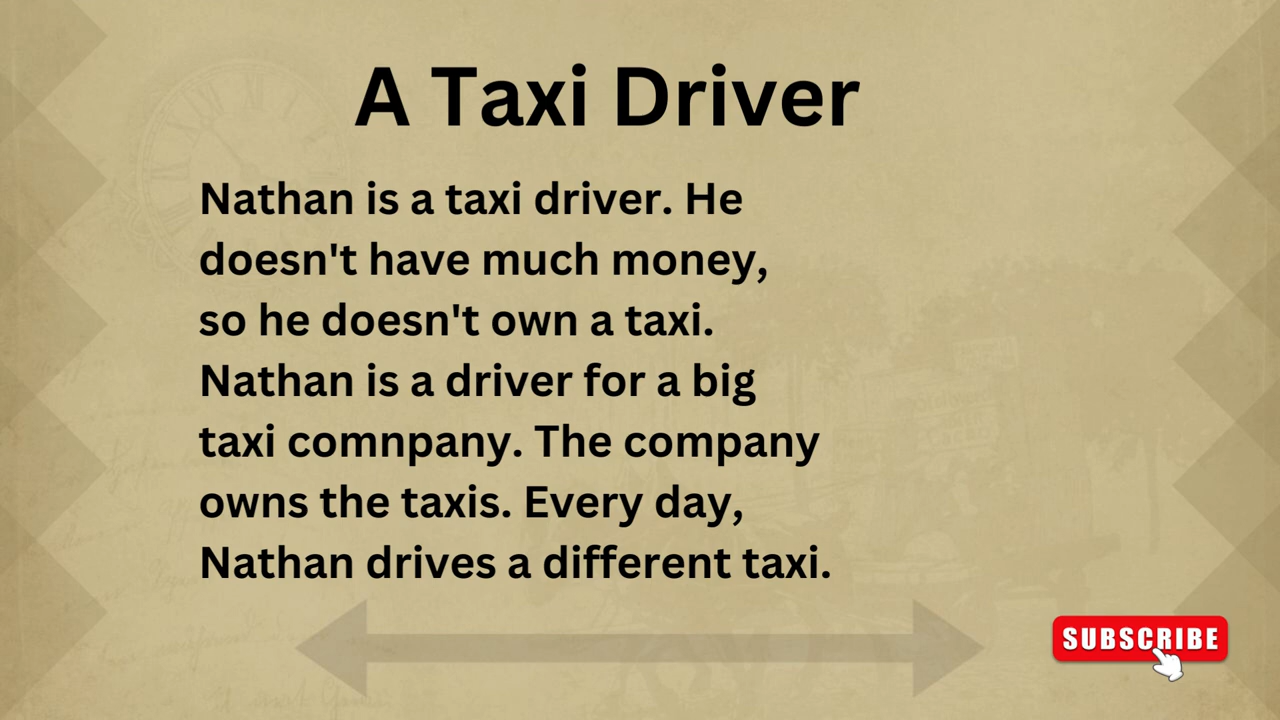 A Taxi Driver
Nathan is a taxi driver. He
doesn't have much money,
so he doesn't own a taxi.
Nathan is a driver for a big
taxi comnpany. The company
owns the taxis. Every day,
Nathan drives a different taxi.
SUBSCRIBE